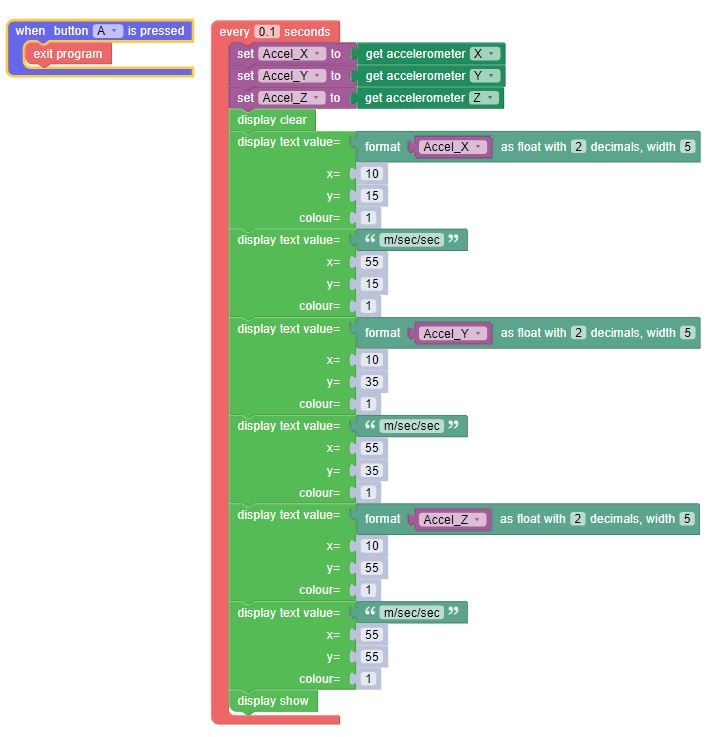 when button A is pressed
exit program
every 0.1 seconds
set Accel_X to get accelerometer X
set Accel_Y to get accelerometer Y
set Accel_Z to get accelerometer Z
display clear
display text value= format Accel_X as float with 2 decimals, width 5
x= 10
y= 15
colour= 1
display text value= “ m/sec/sec ”
x= 55
y= 15
colour= 1
display text value= format Accel_Y as float with 2 decimals, width 5
x= 10
y= 35
colour= 1
display text value= “ m/sec/sec ”
x= 55
y= 35
colour= 1
display text value= format Accel_Z as float with 2 decimals, width 5
x= 10
y= 55
colour= 1
display text value= “ m/sec/sec ”
x= 55
y= 55
colour= 1
display show